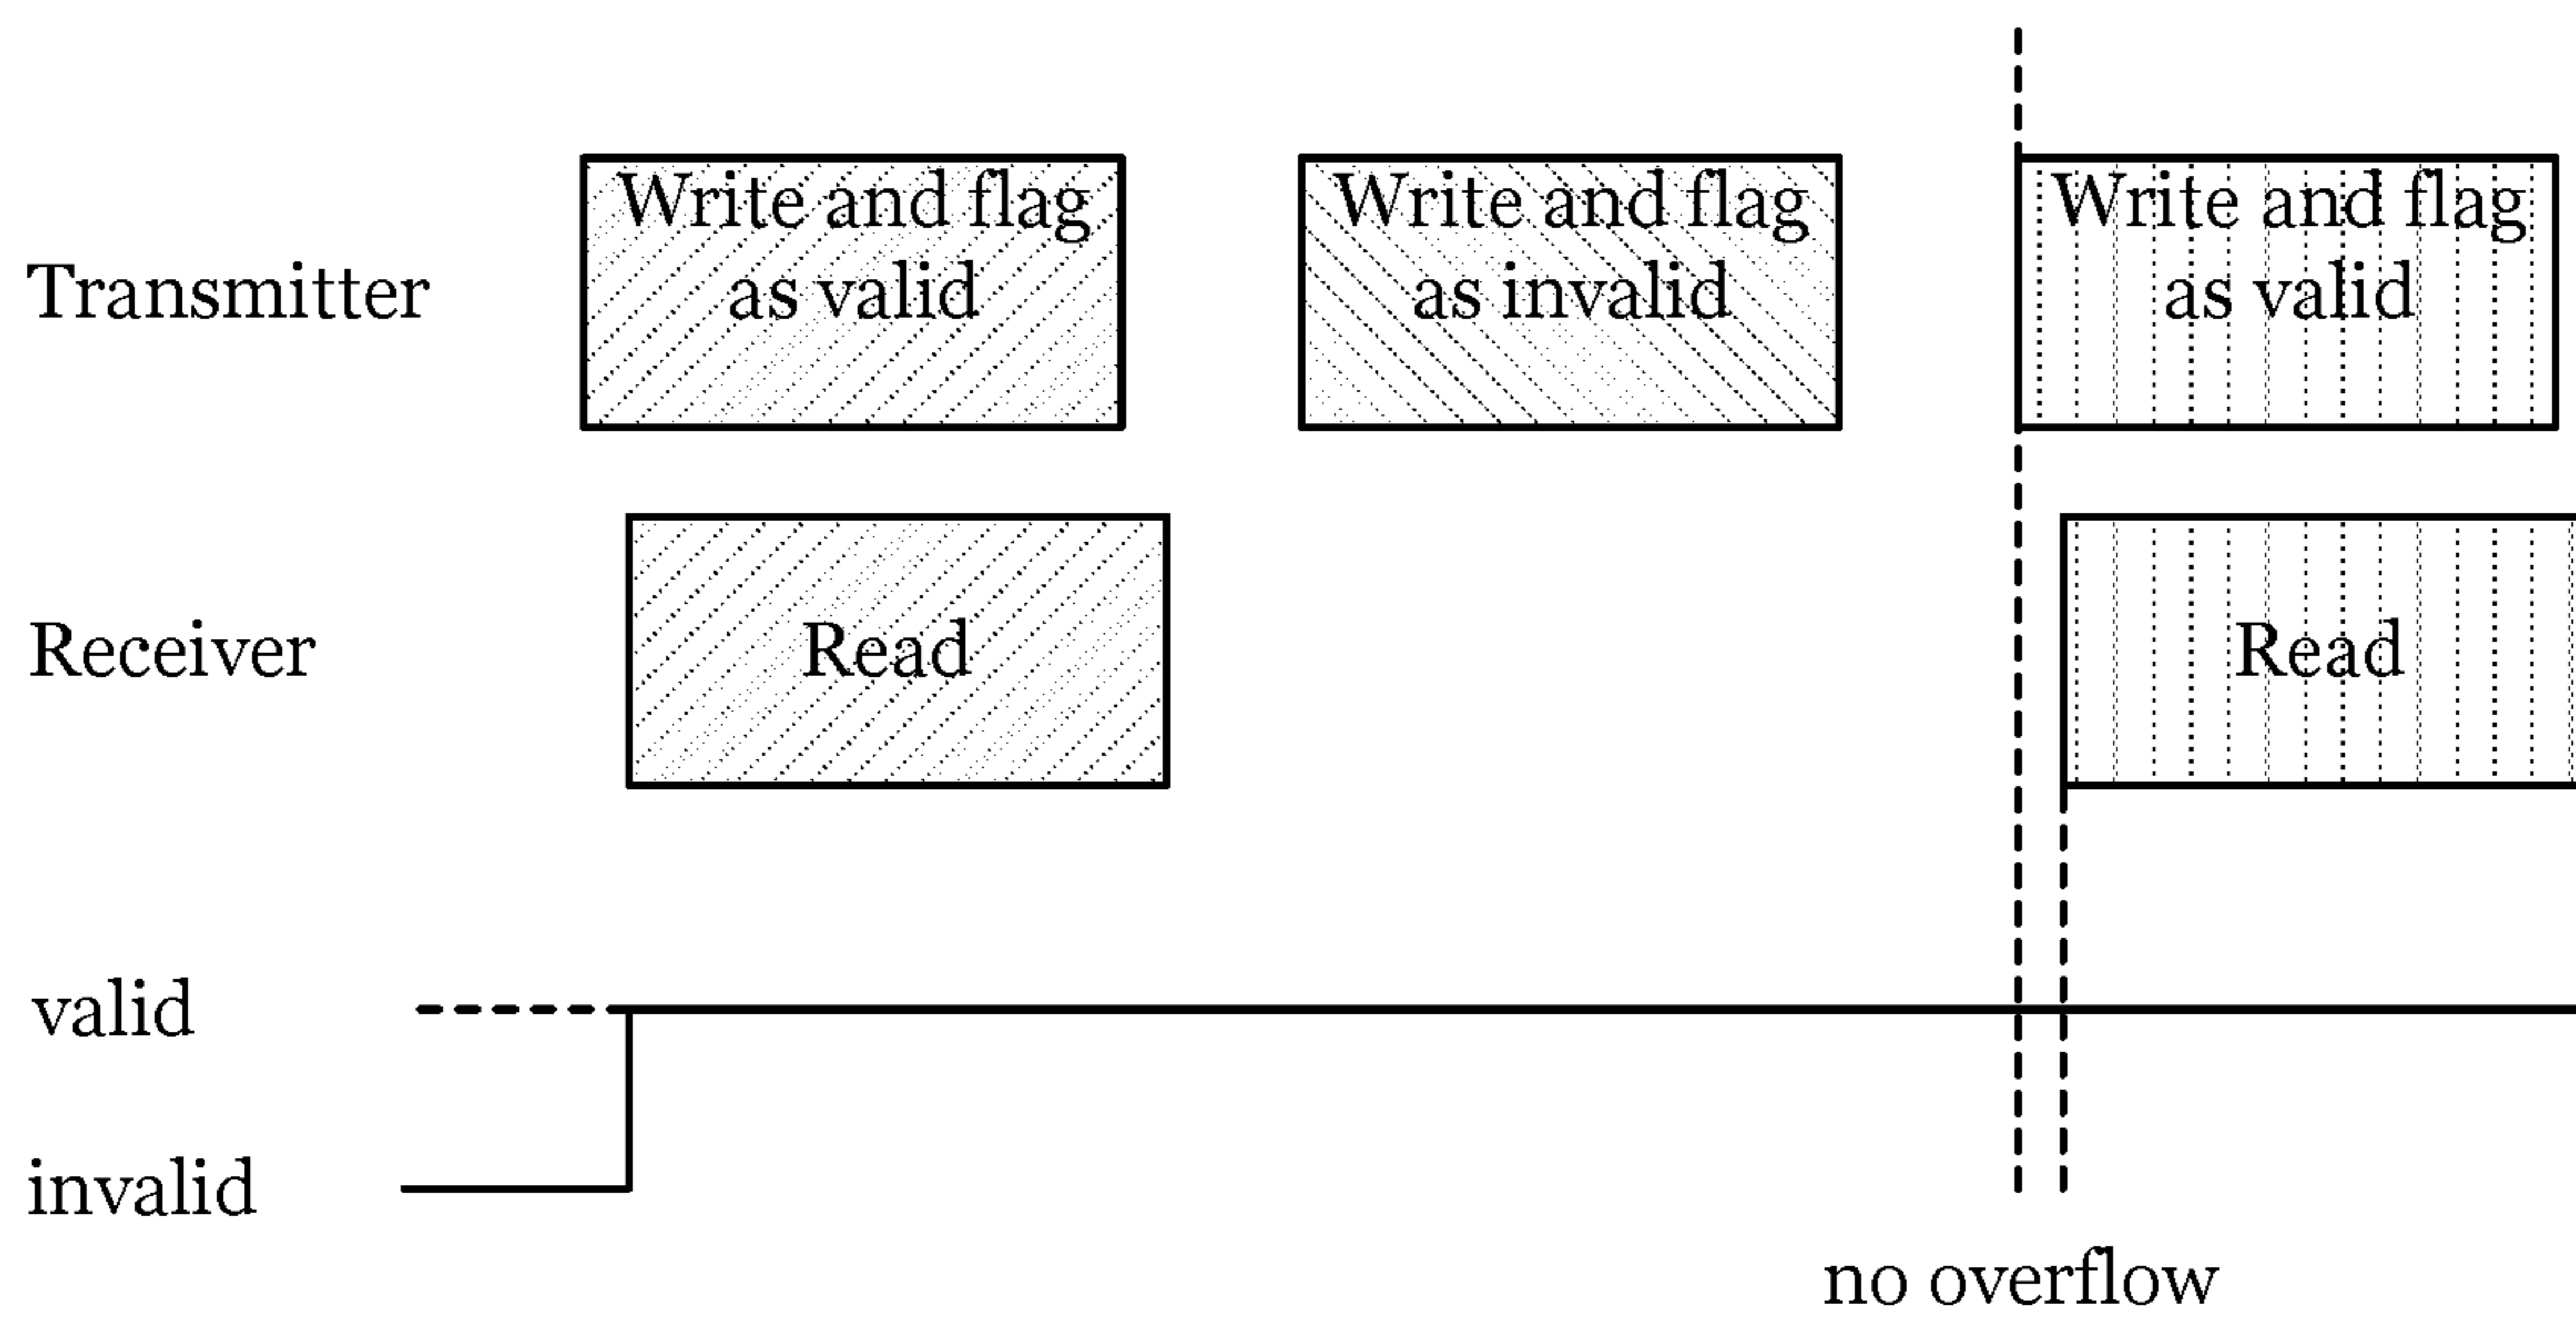 Write and flag
as valid
Write and flag
as invalid
Write and flag
as valid
Transmitter
Read
Read
Receiver
valid
invalid
no overflow